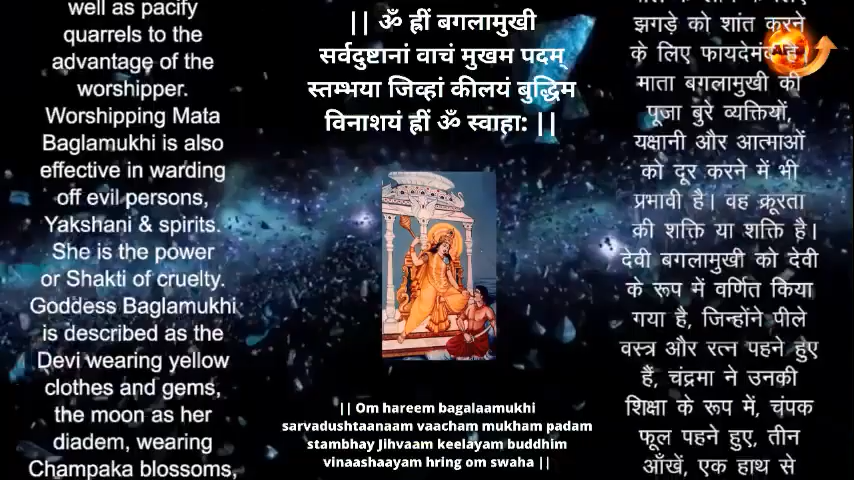 well as pacify
quarrels to the
advantage of the
worshipper.
Worshipping Mata
Baglamukhi is also
effective in warding
off evil persons,
Yakshani & spirits.
She is the power
or Shakti of cruelty.
Goddess Baglamukhi
is described as the
Devi wearing yellow
clothes and gems,
the moon as her
diadem, wearing
Champaka blossoms,
|| ॐ ह्रीं बगलामुखी
सर्वदुष्टानां वाचं मुखम पदम्
स्तम्भया जिव्हां कीलयं बुद्धिम
विनाशयं ह्रीं ॐ स्वाहा: ||
|| Om hareem bagalaamukhi
sarvadushtaanaam vaacham mukham padam
stambhay Jihvaam keelayam buddhim
vinaashaayam hring om swaha ||
झगड़े को शांत करने
के लिए फायदेमंद है।
माता बगलामुखी की
पूजा बुरे व्यक्तियों,
यक्षानी और आत्माओं
को दूर करने में भी
प्रभावी है। वह क्रूरता
की शक्ति या शक्ति है।
देवी बगलामुखी को देवी
के रूप में वर्णित किया
गया है, जिन्होंने पीले
वस्त्र और रत्न पहने हुए
हैं, चंद्रमा ने उनकी
शिक्षा के रूप में, चंपक
फूल पहने हुए, तीन
आँखें, एक हाथ से